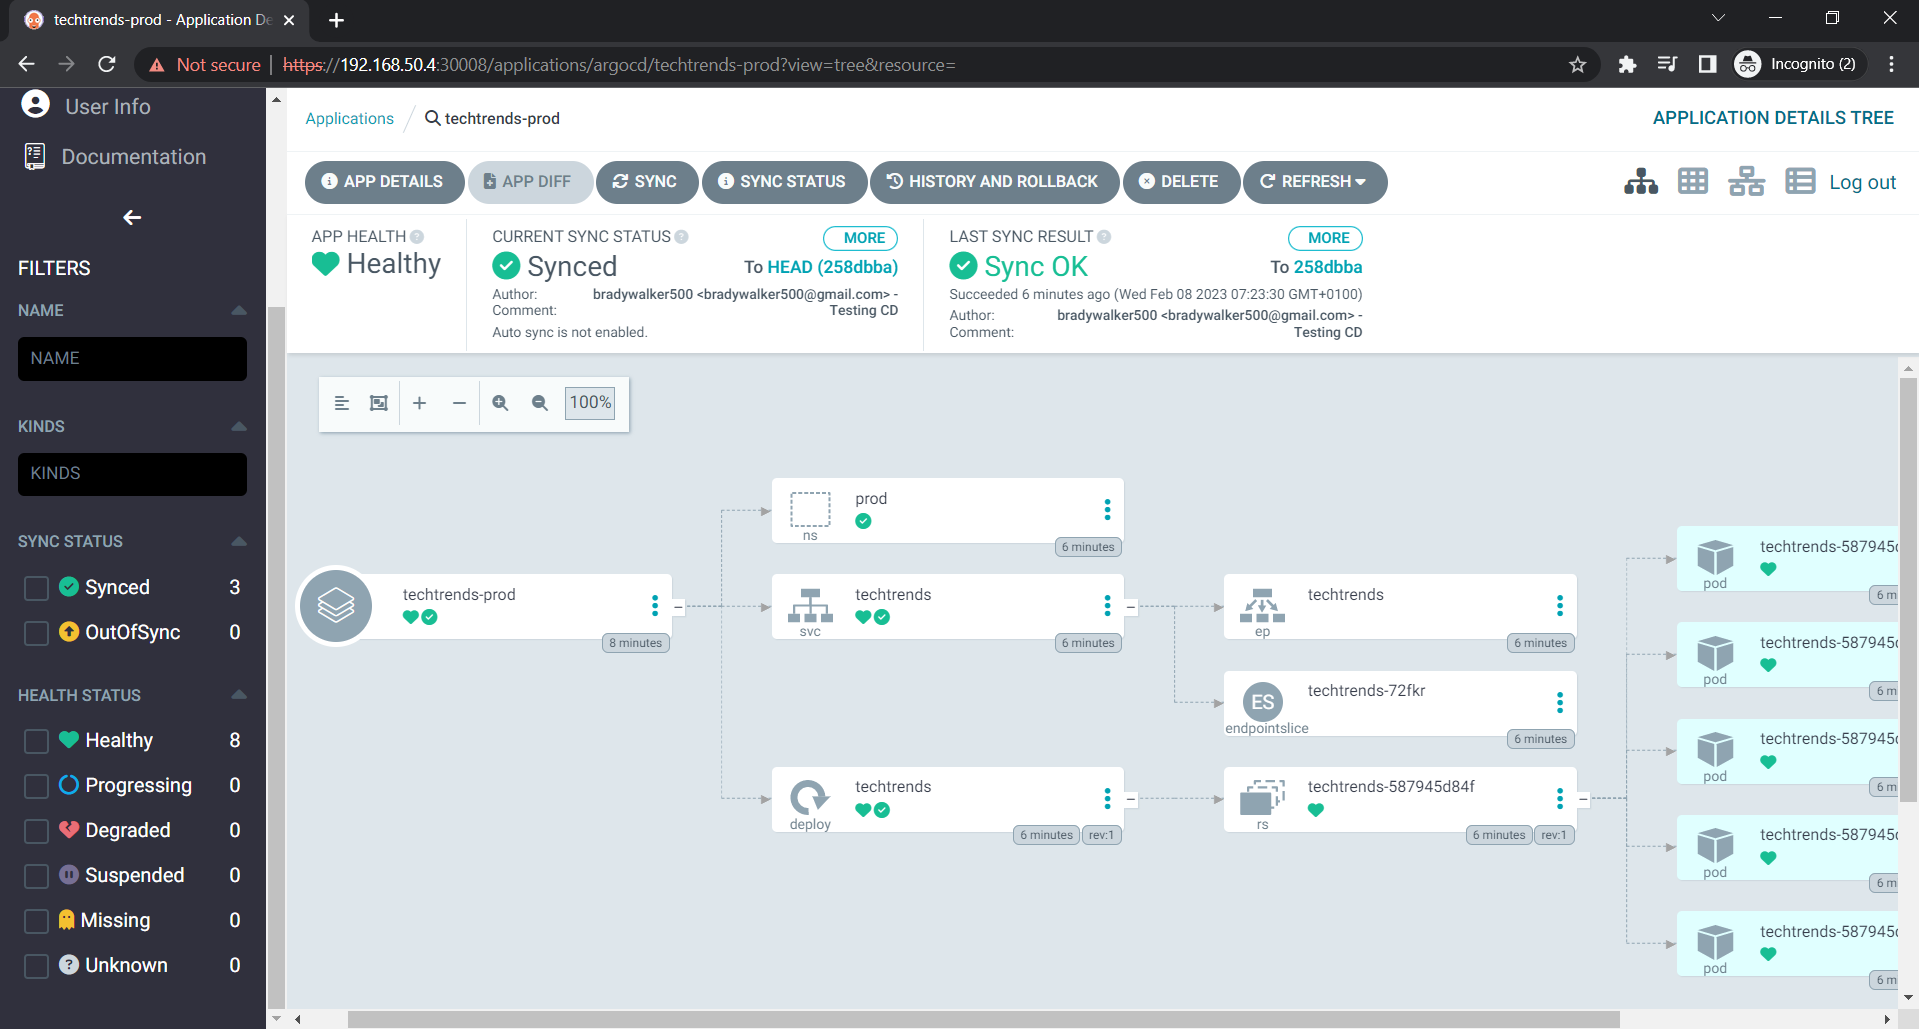 techtrends-prod - Application De
Not secure
https://192.168.50.4:30008/applications/argocd/techtrends-prod?view=tree&resource=
Incognito (2)
User Info
Documentation
FILTERS
NAME
NAME
KINDS
KINDS
SYNC STATUS
Synced 3
OutOfSync 0
HEALTH STATUS
Healthy 8
Progressing 0
Degraded 0
Suspended 0
Missing 0
Unknown 0
Applications
techtrends-prod
APPLICATION DETAILS TREE
APP DETAILS
APP DIFF
SYNC
SYNC STATUS
HISTORY AND ROLLBACK
DELETE
REFRESH
Log out
APP HEALTH
Healthy
CURRENT SYNC STATUS
MORE
Synced
To HEAD (258dbba)
Author: bradywalker500 <bradywalker500@gmail.com> -
Comment: Testing CD
Auto sync is not enabled.
LAST SYNC RESULT
MORE
Sync OK
To 258dbba
Succeeded 6 minutes ago (Wed Feb 08 2023 07:23:30 GMT+0100)
Author: bradywalker500 <bradywalker500@gmail.com> -
Comment: Testing CD
100%
techtrends-prod
8 minutes
prod
ns
6 minutes
techtrends
svc
6 minutes
techtrends
deploy
6 minutes rev:1
techtrends
ep
6 minutes
ES
techtrends-72fkr
endpointslice
6 minutes
techtrends-587945d84f
rs
6 minutes rev:1
techtrends-587945d
pod
6 m
techtrends-587945d
pod
6 m
techtrends-587945d
pod
6 m
techtrends-587945d
pod
6 m
techtrends-587945d
pod
6 m